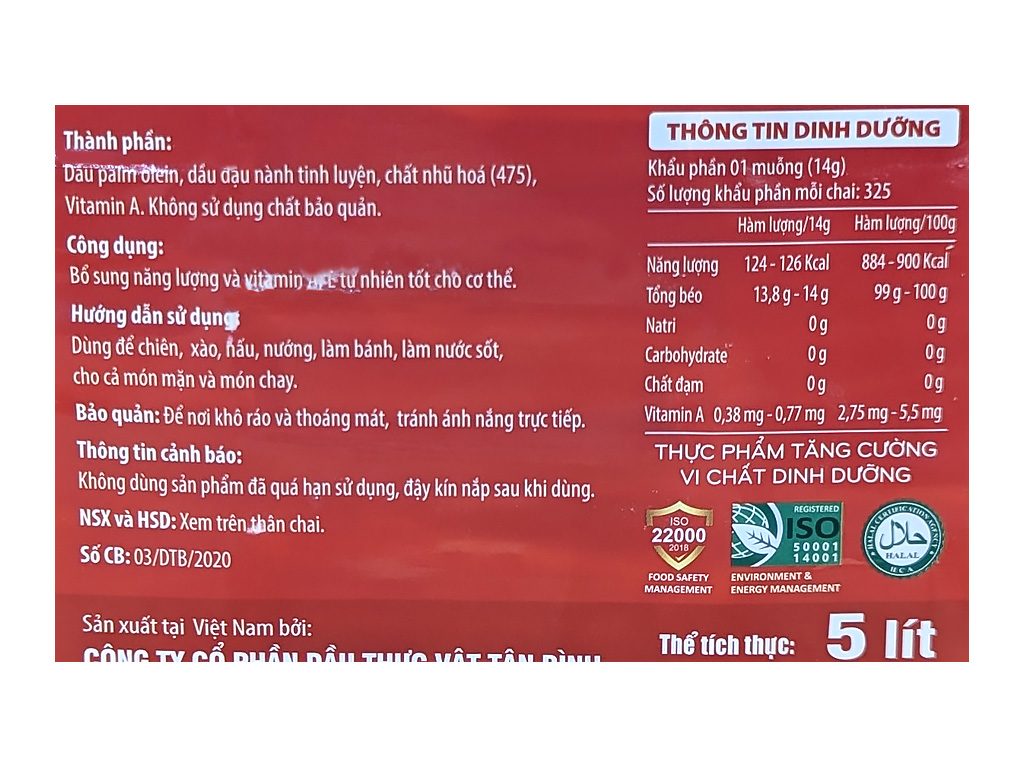 Thành phần:
Dầu palm olein, dầu đậu nành tinh luyện, chất nhũ hoá (475),
Vitamin A. Không sử dụng chất bảo quản.
Công dụng:
Bổ sung năng lượng và vitamin tự nhiên tốt cho cơ thể.
Hướng dẫn sử dụng:
Dùng để chiên, xào, nấu, nướng, làm bánh, làm nước sốt,
cho cả món mặn và món chay.
Bảo quản: Để nơi khô ráo và thoáng mát, tránh ánh nắng trực tiếp.
Thông tin cảnh báo:
Không dùng sản phẩm đã quá hạn sử dụng, đậy kín nắp sau khi dùng.
NSX và HSD: Xem trên thân chai.
Số CB: 03/DTB/2020
Sản xuất tại Việt Nam bởi:
CÔNG TY CỔ PHẦN DẦU THỰC VẬT TÂN BÌNH
THÔNG TIN DINH DƯỠNG
Khẩu phần 01 muỗng (14g)
Số lượng khẩu phần mỗi chai: 325
Hàm lượng/14g Hàm lượng/100g
Năng lượng 124 - 126 Kcal 884 - 900 Kcal
Tổng béo 13,8 g - 14 g 99 g - 100 g
Natri 0 g 0 g
Carbohydrate 0 g 0 g
Chất đạm 0 g 0 g
Vitamin A 0,38 mg - 0,77 mg 2,75 mg - 5,5 mg
THỰC PHẨM TĂNG CƯỜNG
VI CHẤT DINH DƯỠNG
ISO
22000
2018
FOOD SAFETY
MANAGEMENT
REGISTERED
ISO
50001
14001
ENVIRONMENT &
ENERGY MANAGEMENT
HALAL CERTIFICATION AGENCY
حلال
HALAL
Thể tích thực: 5 lít